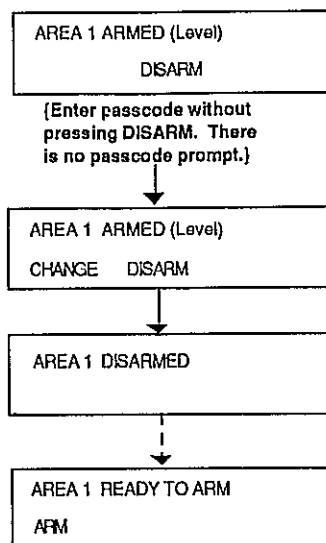 AREA 1 ARMED (Level)
DISARM
{Enter passcode without
pressing DISARM. There
is no passcode prompt.}
AREA 1 ARMED (Level)
CHANGE DISARM
AREA 1 DISARMED
AREA 1 READY TO ARM
ARM